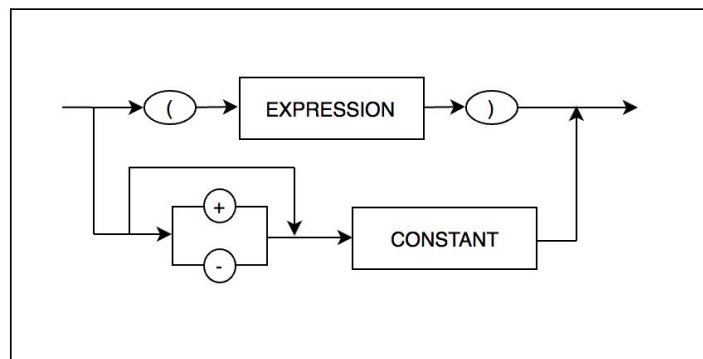 ( EXPRESSION )
+
CONSTANT
-